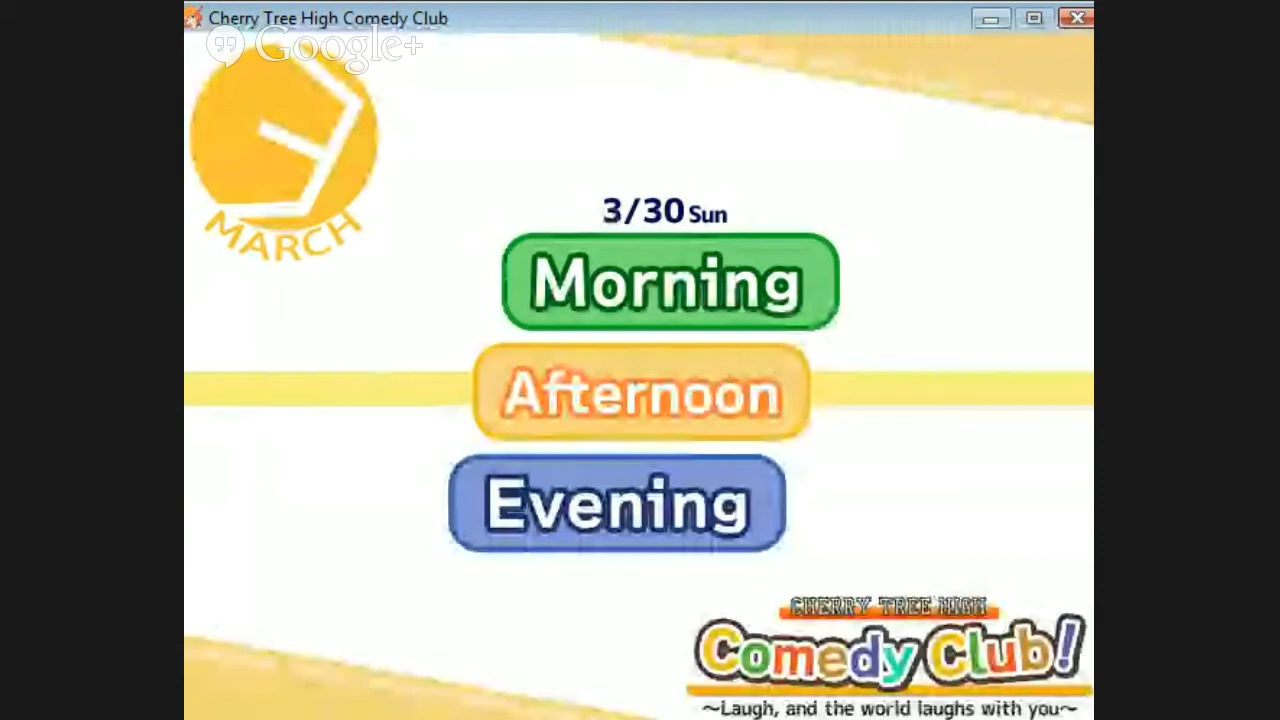 Cherry Tree High Comedy Club
Google+
MARCH
3/30 Sun
Morning
Afternoon
Evening
CHERRY TREE HIGH
Comedy Club!
~Laugh, and the world laughs with you~